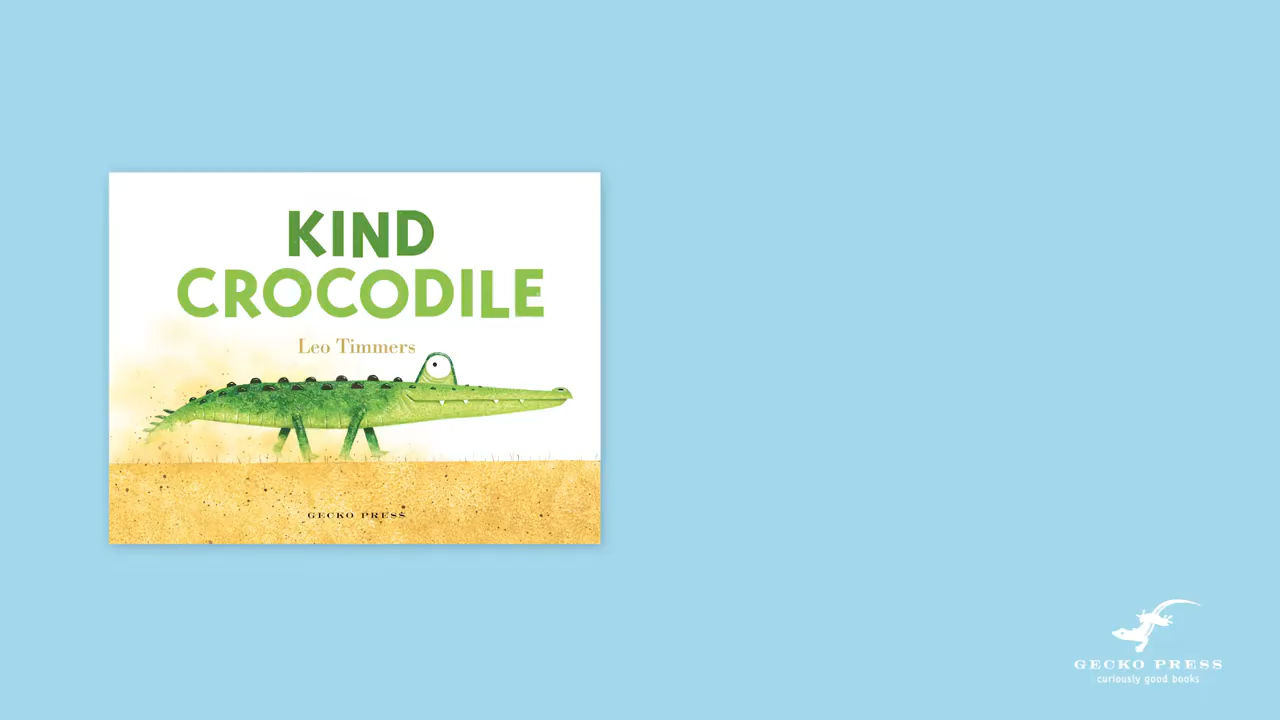 KIND
CROCODILE
Leo Timmers
GECKO PRESS
GECKO PRESS
curiously good books